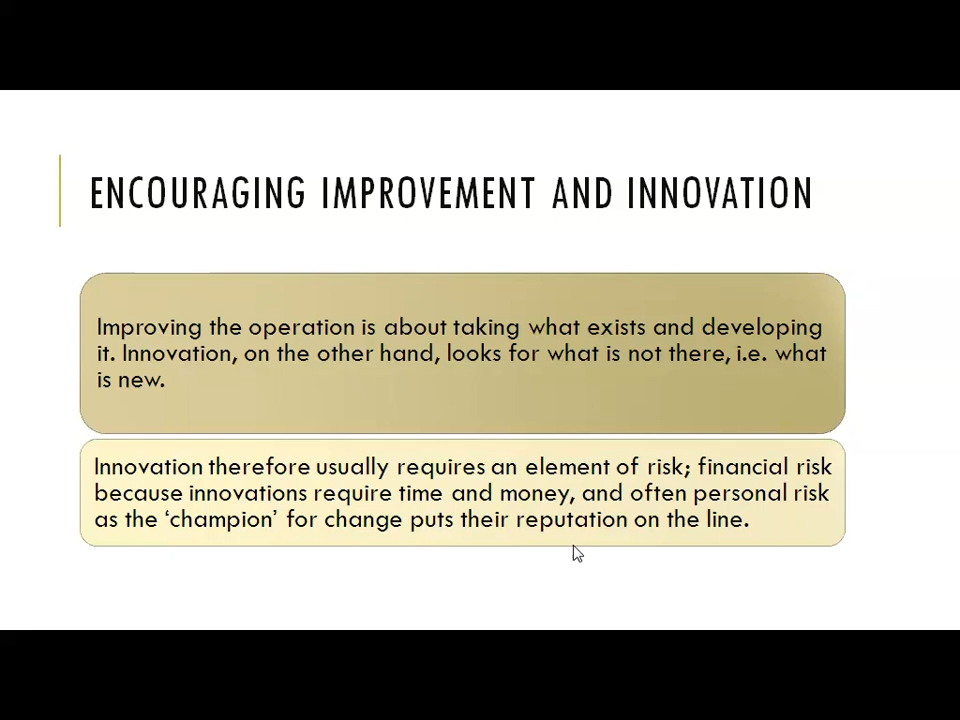 ENCOURAGING IMPROVEMENT AND INNOVATION
Improving the operation is about taking what exists and developing
it. Innovation, on the other hand, looks for what is not there, i.e. what
is new.
Innovation therefore usually requires an element of risk; financial risk
because innovations require time and money, and often personal risk
as the ‘champion’ for change puts their reputation on the line.